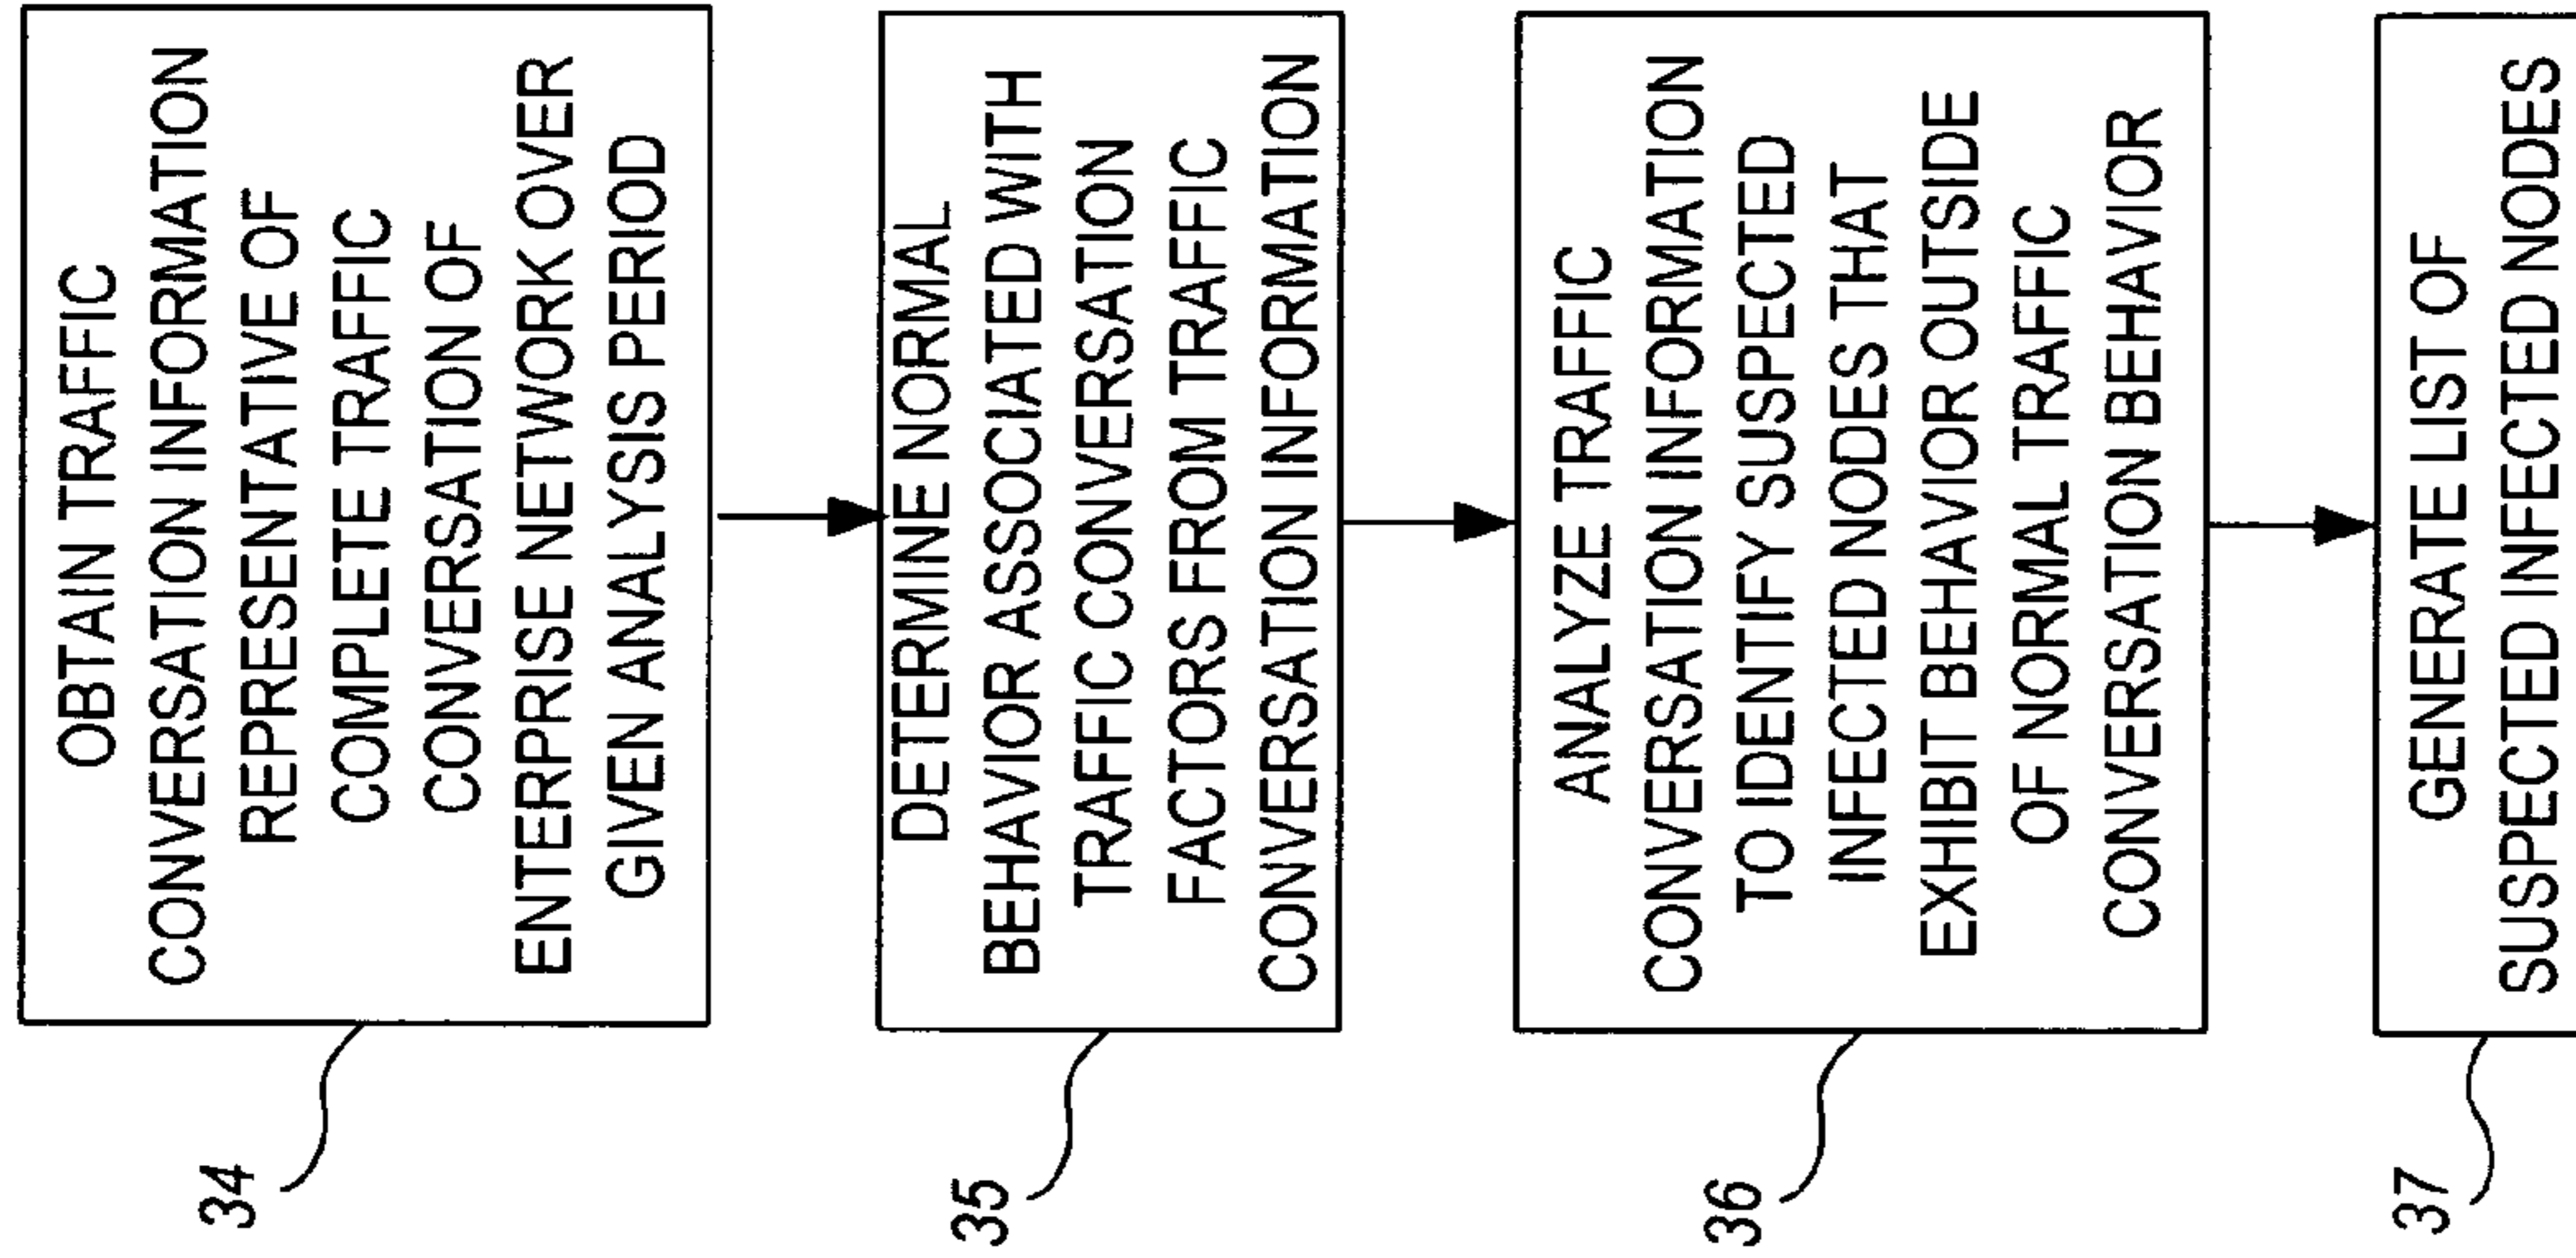 OBTAIN TRAFFIC
CONVERSATION INFORMATION
REPRESENTATIVE OF
COMPLETE TRAFFIC
CONVERSATION OF
ENTERPRISE NETWORK OVER
GIVEN ANALYSIS PERIOD
34
DETERMINE NORMAL
BEHAVIOR ASSOCIATED WITH
TRAFFIC CONVERSATION
FACTORS FROM TRAFFIC
CONVERSATION INFORMATION
35
ANALYZE TRAFFIC
CONVERSATION INFORMATION
TO IDENTIFY SUSPECTED
INFECTED NODES THAT
EXHIBIT BEHAVIOR OUTSIDE
OF NORMAL TRAFFIC
CONVERSATION BEHAVIOR
36
GENERATE LIST OF
SUSPECTED INFECTED NODES
37